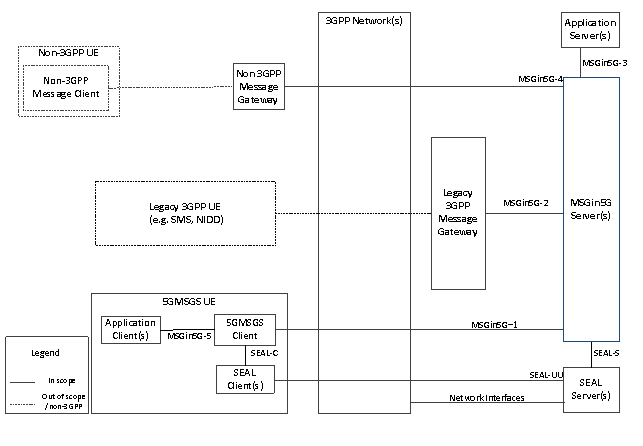 3GPP Network(s)
Application
Server(s)
Non-3GPP UE
Non-3GPP
Message Client
Non 3GPP
Message
Gateway
MSGin5G-3
MSGin5G-4
Legacy 3GPP UE
(e.g. SMS, NIDD)
Legacy
3GPP
Message
Gateway
MSGin5G-2
MSGin5G
Server(s)
5GMSGS UE
Application
Client(s)
MSGin5G-5
5GMSGS
Client
MSGin5G-1
SEAL-C
SEAL-S
SEAL
Client(s)
SEAL-UU
SEAL
Server(s)
Network Interfaces
Legend
In scope
Out of scope
/non-3GPP